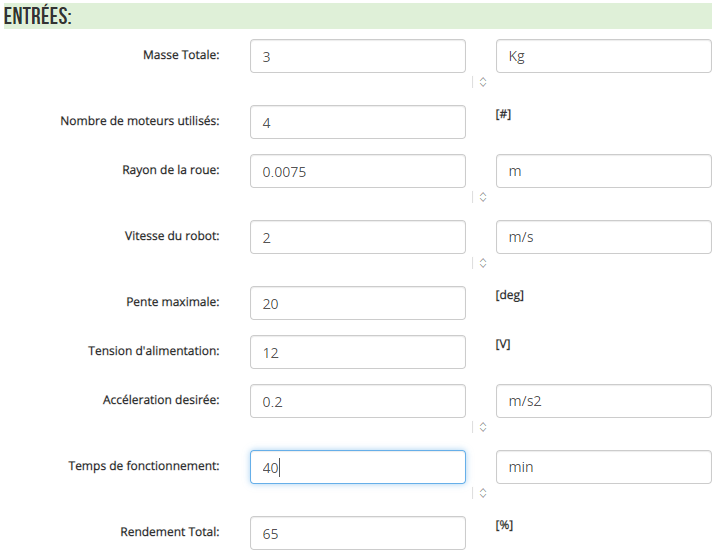 ENTRÉES:
Masse Totale: 3 Kg
Nombre de moteurs utilisés: 4 [#]
Rayon de la roue: 0.0075 m
Vitesse du robot: 2 m/s
Pente maximale: 20 [deg]
Tension d'alimentation: 12 [V]
Accéleration desirée: 0.2 m/s2
Temps de fonctionnement: 40 min
Rendement Total: 65 [%]